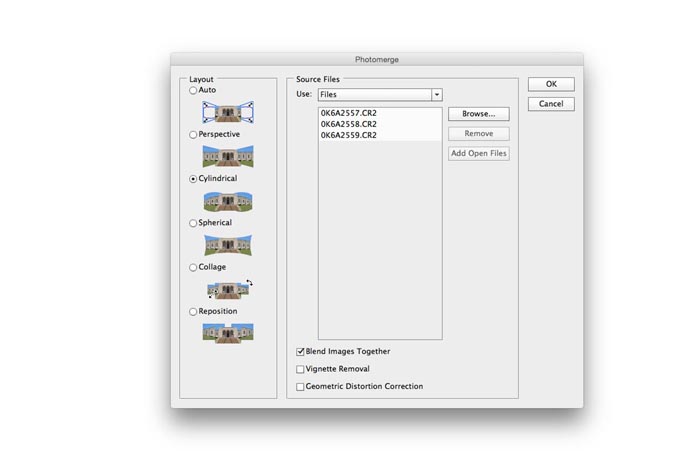 Photomerge
Layout
Auto
Perspective
Cylindrical
Spherical
Collage
Reposition
Source Files
Use: Files
0K6A2557.CR2
0K6A2558.CR2
0K6A2559.CR2
Browse...
Remove
Add Open Files
Blend Images Together
Vignette Removal
Geometric Distortion Correction
OK
Cancel